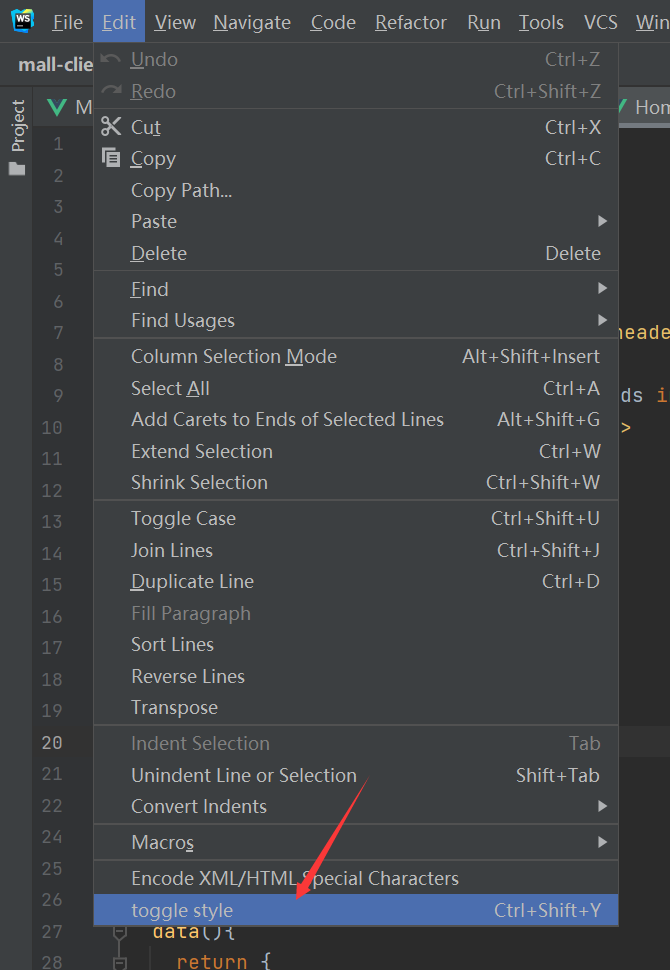 WS File Edit View Navigate Code Refactor Run Tools VCS Win
mall-clie
Project
M
Hom
Undo Ctrl+Z
Redo Ctrl+Shift+Z
Cut Ctrl+X
Copy Ctrl+C
Copy Path...
Paste
Delete Delete
Find
Find Usages
Column Selection Mode Alt+Shift+Insert
Select All Ctrl+A
Add Carets to Ends of Selected Lines Alt+Shift+G
Extend Selection Ctrl+W
Shrink Selection Ctrl+Shift+W
Toggle Case Ctrl+Shift+U
Join Lines Ctrl+Shift+J
Duplicate Line Ctrl+D
Fill Paragraph
Sort Lines
Reverse Lines
Transpose
Indent Selection Tab
Unindent Line or Selection Shift+Tab
Convert Indents
Macros
Encode XML/HTML Special Characters
toggle style Ctrl+Shift+Y
1
2
3
4
5
6
7 heade
8
9 ds i
10 >
11
12
13
14
15
16
17
18
19
20
21
22
24
25
26
27 data(){
28 return {